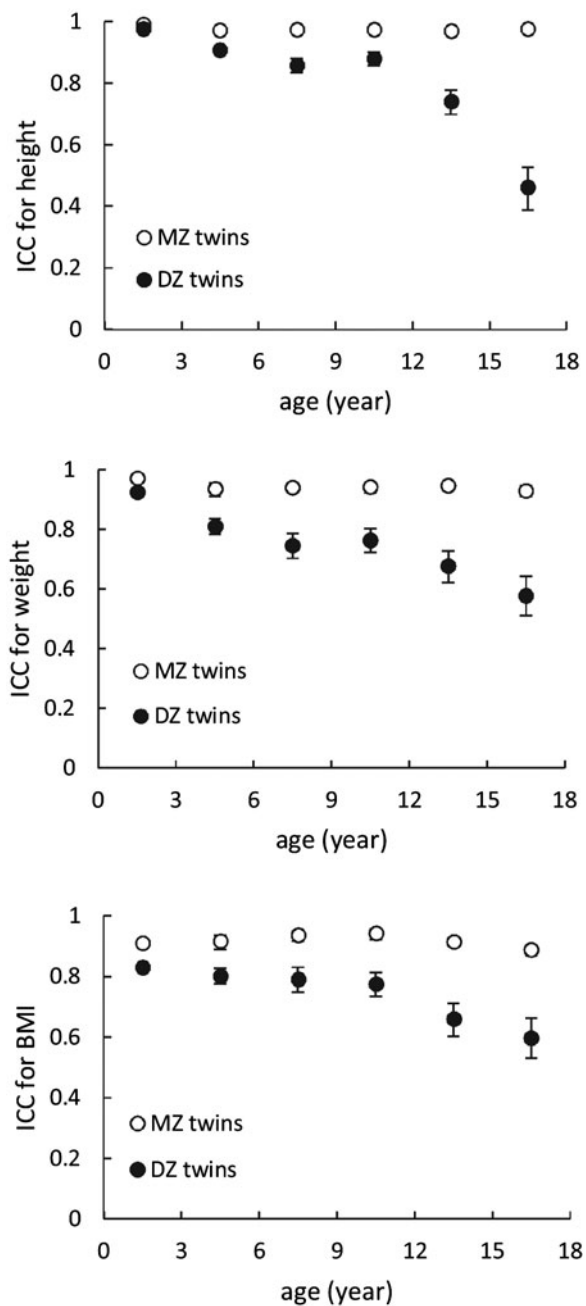 ICC for height
1
0.8
0.6
0.4
0.2
0
MZ twins
DZ twins
0 3 6 9 12 15 18
age (year)
ICC for weight
1
0.8
0.6
0.4
0.2
0
MZ twins
DZ twins
0 3 6 9 12 15 18
age (year)
ICC for BMI
1
0.8
0.6
0.4
0.2
0
MZ twins
DZ twins
0 3 6 9 12 15 18
age (year)